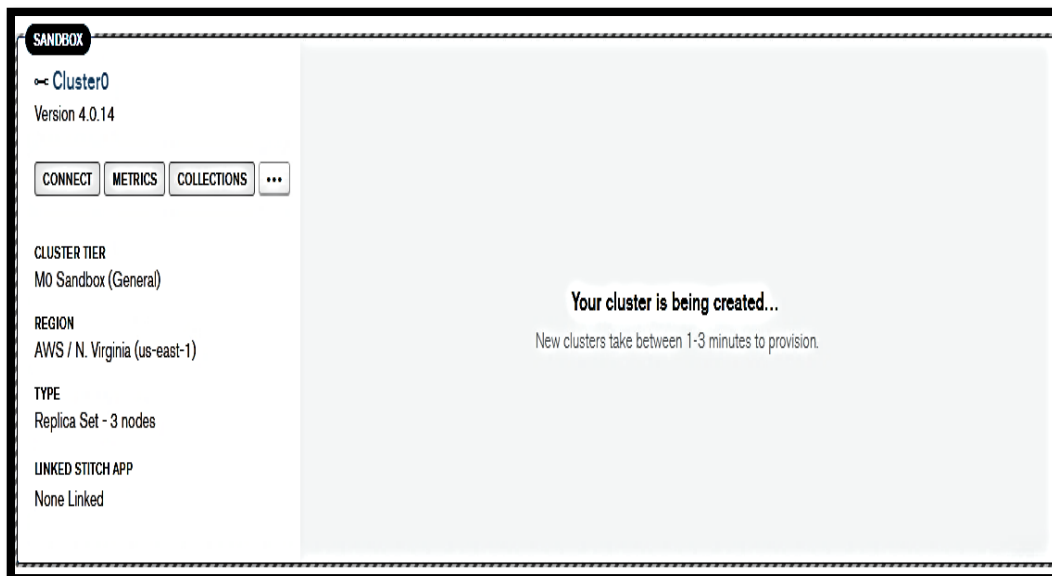 SANDBOX
Cluster0
Version 4.0.14
CONNECT METRICS COLLECTIONS ...
CLUSTER TIER
M0 Sandbox (General)
REGION
AWS / N. Virginia (us-east-1)
TYPE
Replica Set - 3 nodes
LINKED STITCH APP
None Linked
Your cluster is being created...
New clusters take between 1-3 minutes to provision.